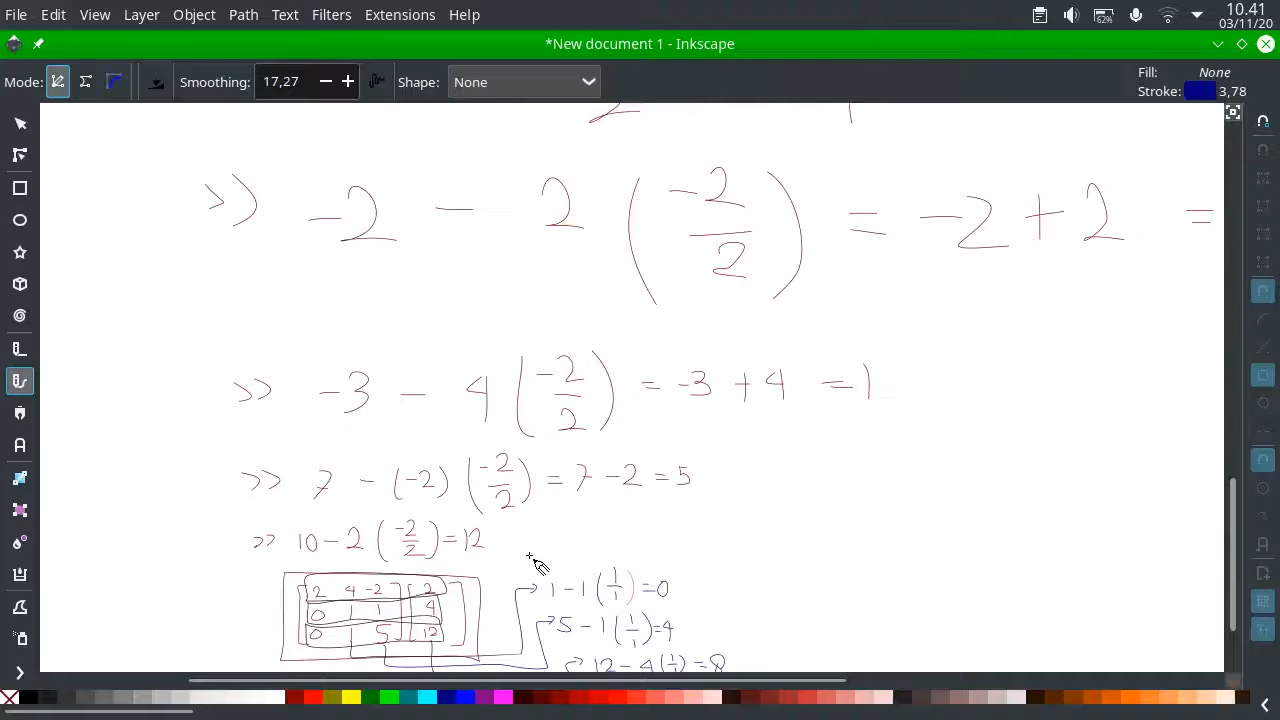 File Edit View Layer Object Path Text Filters Extensions Help
62%
10.41
03/11/20
*New document 1 - Inkscape
Mode: Smoothing: 17,27 Shape: None
Fill: None
Stroke: 3,78
>> -2 - 2 (-2/2) = -2 + 2 =
>> -3 - 4 (-2/2) = -3 + 4 = 1
>> 7 - (-2) (-2/2) = 7 - 2 = 5
>> 10 - 2 (-2/2) = 12
2 4 -2 2
0 1 1 4
0 1 5 12
1 - 1 (1/1) = 0
5 - 1 (1/1) = 4
12 - 4 (1/1) = 8